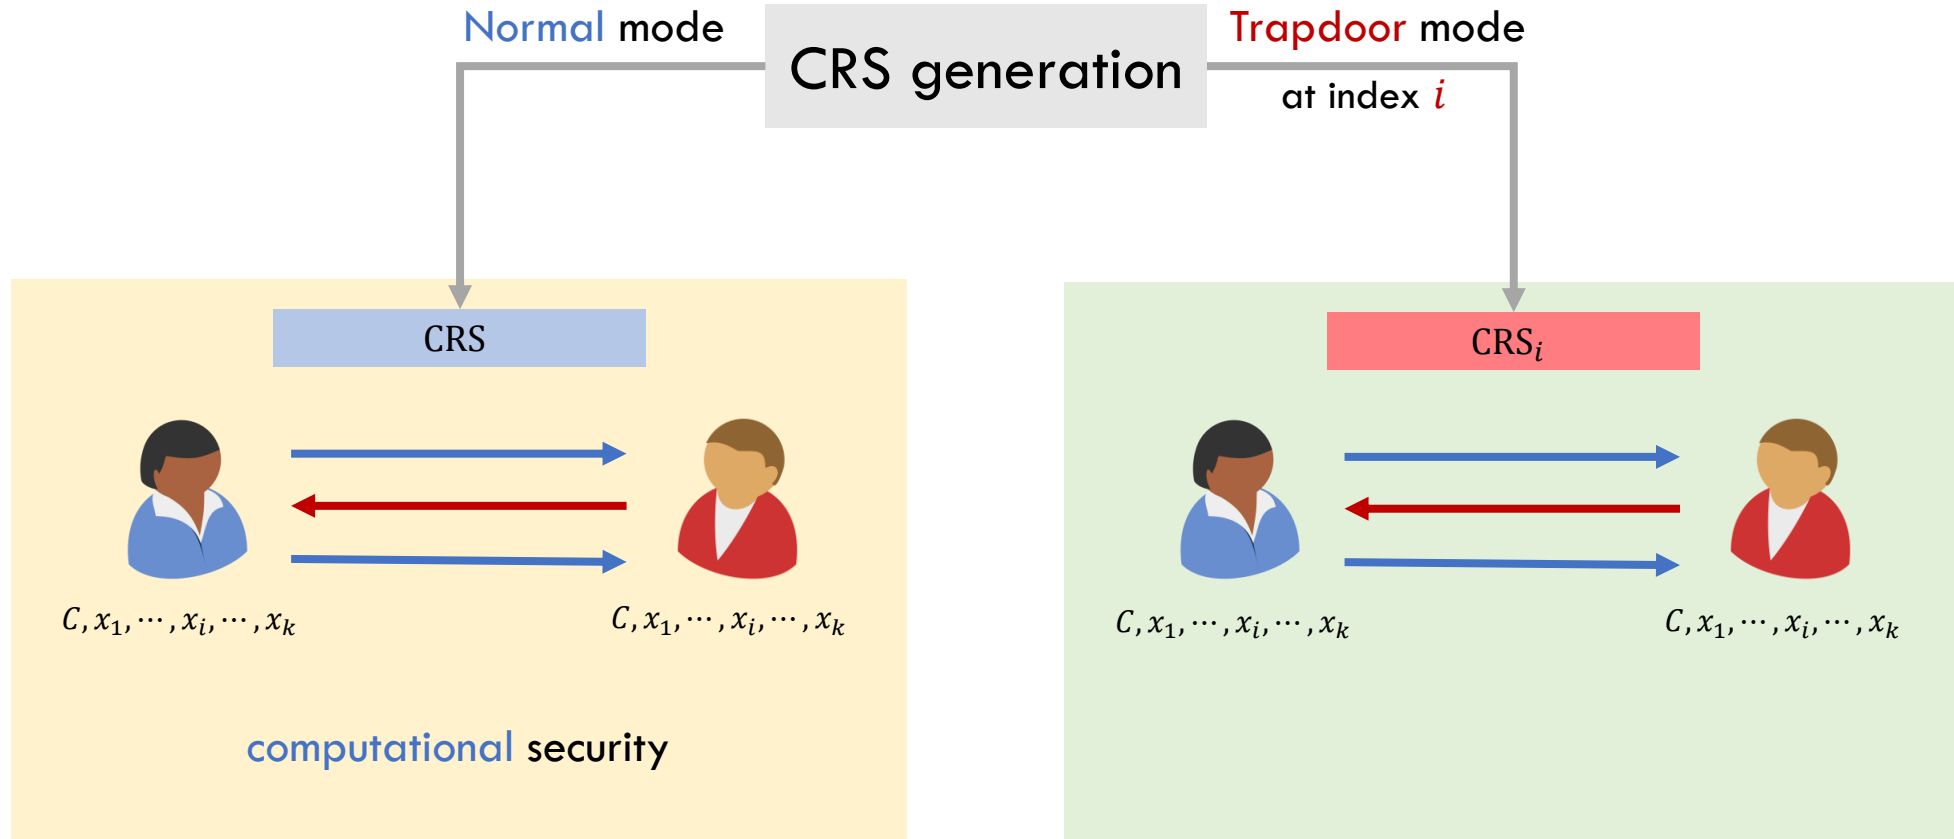 Normal mode
CRS generation
Trapdoor mode
at index i
CRS
CRS_i
C, x_1, ⋯, x_i, ⋯, x_k
C, x_1, ⋯, x_i, ⋯, x_k
C, x_1, ⋯, x_i, ⋯, x_k
C, x_1, ⋯, x_i, ⋯, x_k
computational security